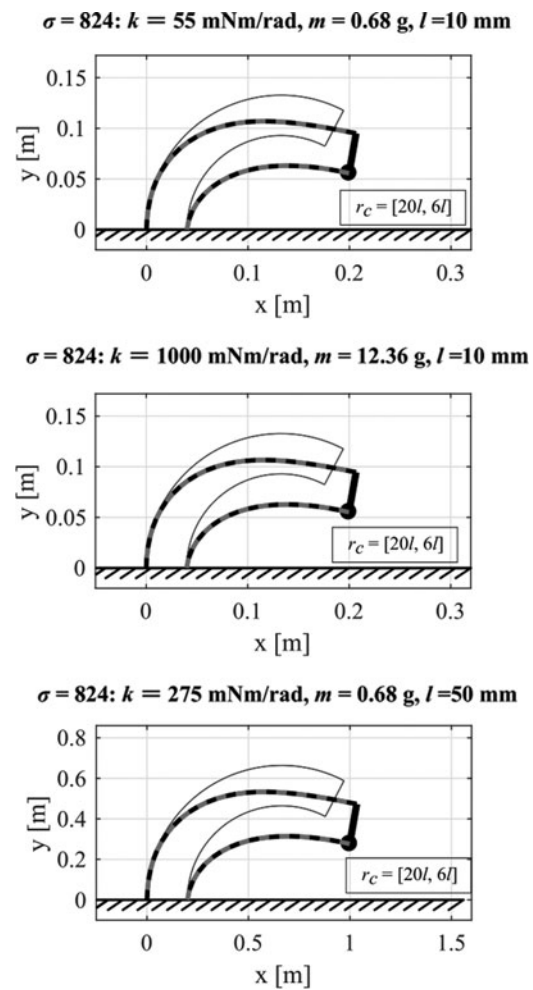 σ = 824: k = 55 mNm/rad, m = 0.68 g, l =10 mm
0.15
0.1
0.05
0
y [m]
r_c = [20l, 6l]
0 0.1 0.2 0.3
x [m]
σ = 824: k = 1000 mNm/rad, m = 12.36 g, l =10 mm
0.15
0.1
0.05
0
y [m]
r_c = [20l, 6l]
0 0.1 0.2 0.3
x [m]
σ = 824: k = 275 mNm/rad, m = 0.68 g, l =50 mm
0.8
0.6
0.4
0.2
0
y [m]
r_c = [20l, 6l]
0 0.5 1 1.5
x [m]